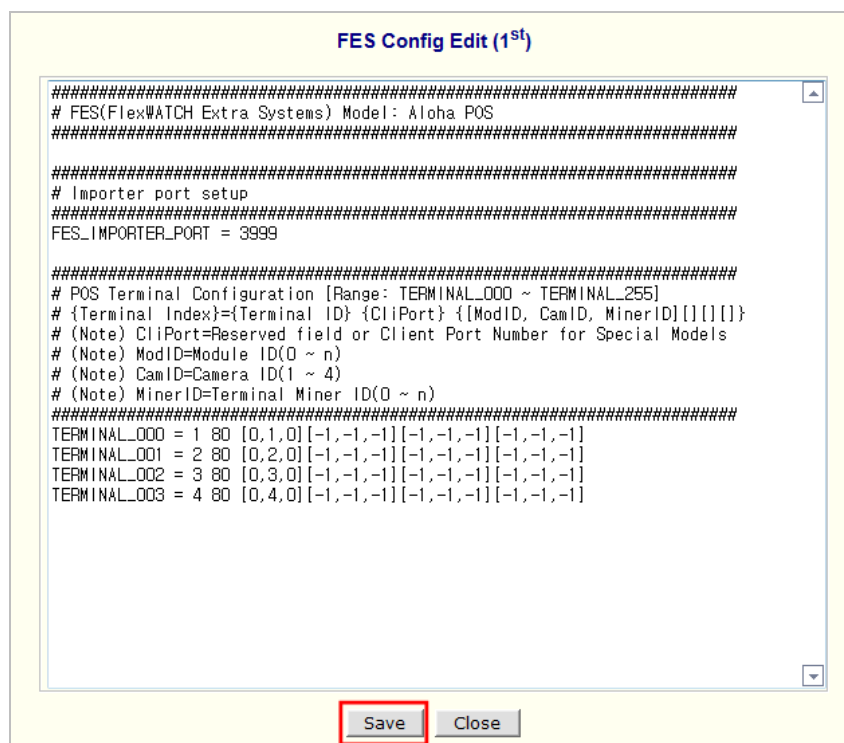 FES Config Edit (1st)
#########################################################################
# FES(FlexWATCH Extra Systems) Model: Aloha POS
#########################################################################
#########################################################################
# Importer port setup
#########################################################################
FES_IMPORTER_PORT = 3999
#########################################################################
# POS Terminal Configuration [Range: TERMINAL_000 ~ TERMINAL_255]
# {Terminal Index}={Terminal ID} {CliPort} {[ModID, CamID, MinerID][][][]}
# (Note) CliPort=Reserved field or Client Port Number for Special Models
# (Note) ModID=Module ID(0 ~ n)
# (Note) CamID=Camera ID(1 ~ 4)
# (Note) MinerID=Terminal Miner ID(0 ~ n)
#########################################################################
TERMINAL_000 = 1 80 [0,1,0][-1,-1,-1][-1,-1,-1][-1,-1,-1]
TERMINAL_001 = 2 80 [0,2,0][-1,-1,-1][-1,-1,-1][-1,-1,-1]
TERMINAL_002 = 3 80 [0,3,0][-1,-1,-1][-1,-1,-1][-1,-1,-1]
TERMINAL_003 = 4 80 [0,4,0][-1,-1,-1][-1,-1,-1][-1,-1,-1]
Save Close